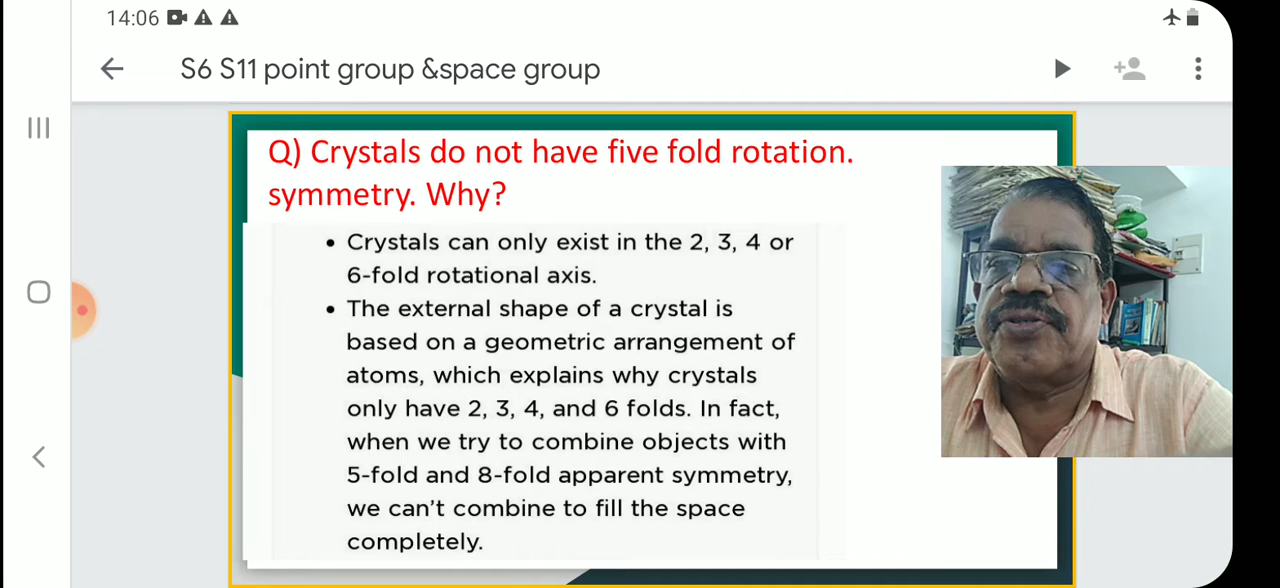 14:06
S6 S11 point group &space group
Q) Crystals do not have five fold rotation.
symmetry. Why?
• Crystals can only exist in the 2, 3, 4 or
6-fold rotational axis.
• The external shape of a crystal is
based on a geometric arrangement of
atoms, which explains why crystals
only have 2, 3, 4, and 6 folds. In fact,
when we try to combine objects with
5-fold and 8-fold apparent symmetry,
we can't combine to fill the space
completely.